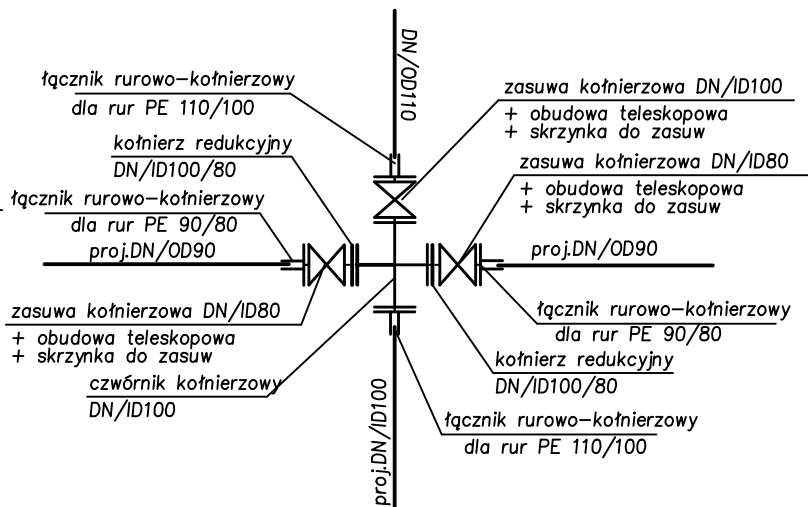 DN/OD110
łącznik rurowo-kołnierzowy
dla rur PE 110/100
kołnierz redukcyjny
DN/ID100/80
łącznik rurowo-kołnierzowy
dla rur PE 90/80
proj.DN/OD90
zasuwa kołnierzowa DN/ID80
+ obudowa teleskopowa
+ skrzynka do zasuw
czwórnik kołnierzowy
DN/ID100
zasuwa kołnierzowa DN/ID100
+ obudowa teleskopowa
+ skrzynka do zasuw
zasuwa kołnierzowa DN/ID80
+ obudowa teleskopowa
+ skrzynka do zasuw
proj.DN/OD90
łącznik rurowo-kołnierzowy
dla rur PE 90/80
kołnierz redukcyjny
DN/ID100/80
łącznik rurowo-kołnierzowy
dla rur PE 110/100
proj.DN/ID100